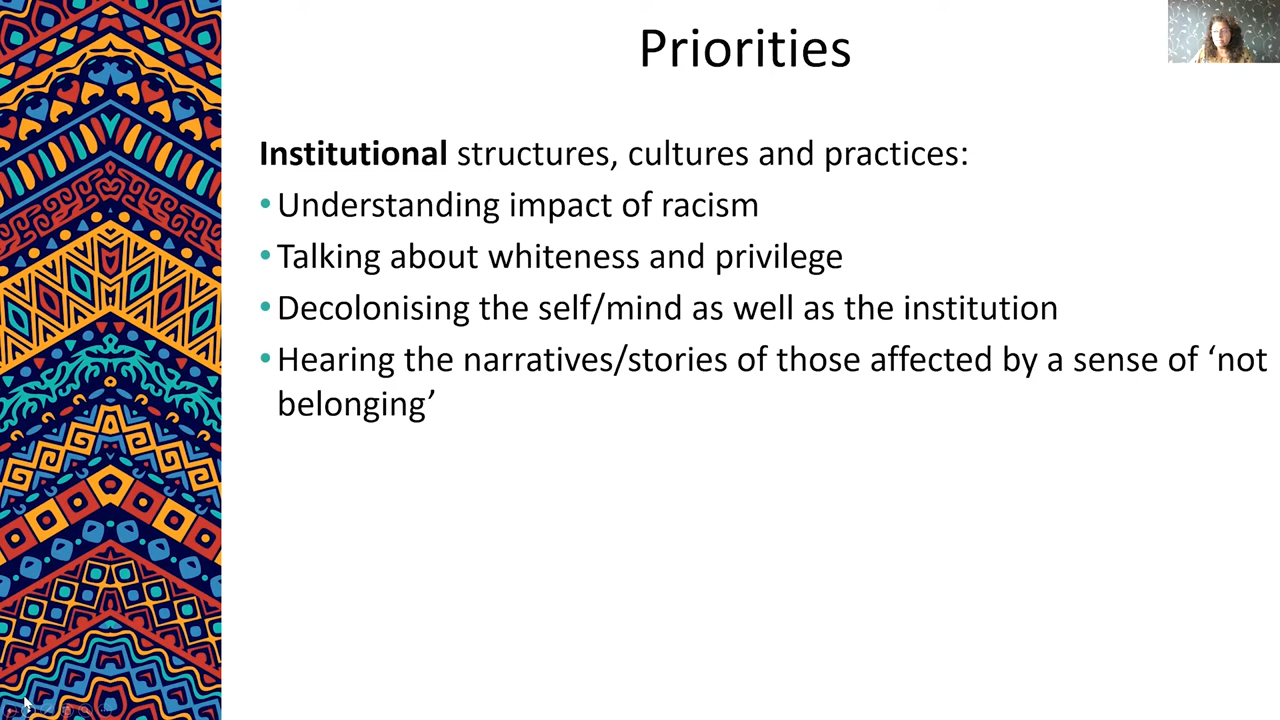 Priorities
Institutional structures, cultures and practices:
• Understanding impact of racism
• Talking about whiteness and privilege
• Decolonising the self/mind as well as the institution
• Hearing the narratives/stories of those affected by a sense of ‘not
belonging’